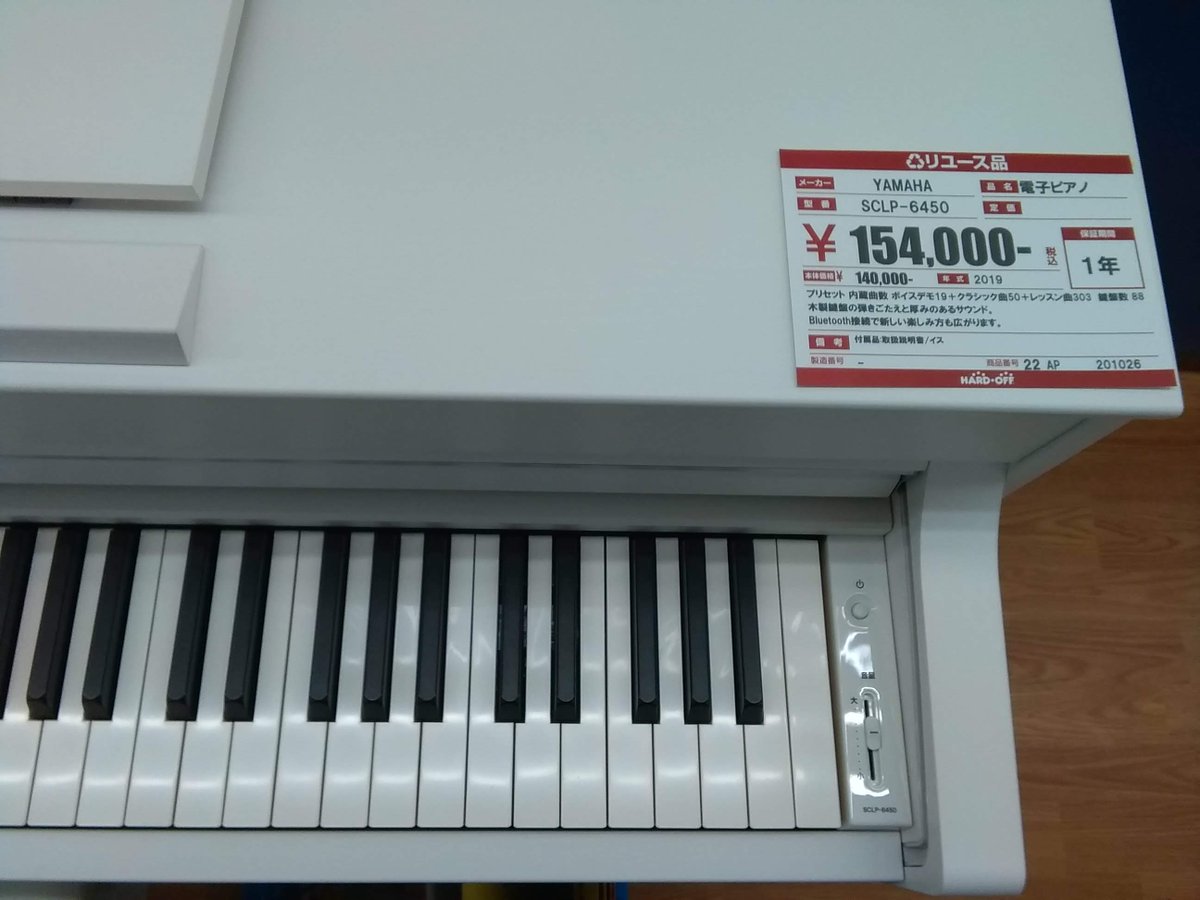 リユース品
メーカー YAMAHA 品名 電子ピアノ
型番 SCLP-6450 定価
¥154,000- 税込
保証期間
1年
本体価格¥ 140,000- 年式 2019
プリセット 内蔵曲数 ボイスデモ19+クラシック曲50+レッスン曲303 鍵盤数 88
木製鍵盤の弾きごたえと厚みのあるサウンド。
Bluetooth接続で新しい楽しみ方も広がります。
備考 付属品:取扱説明書/イス
製造番号 - 商品番号 22 AP 201026
HARD・OFF
音量
大
小
SCLP-6450